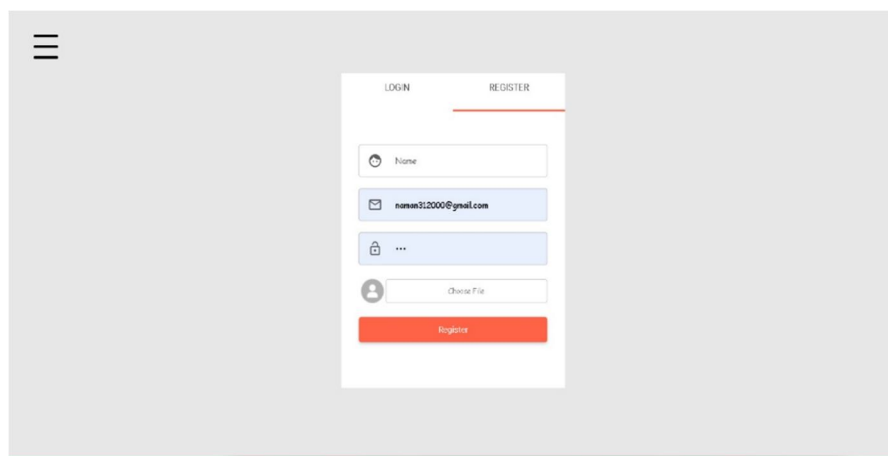 LOGIN REGISTER
Name
naman312000@gmail.com
•••
Choose File
Register